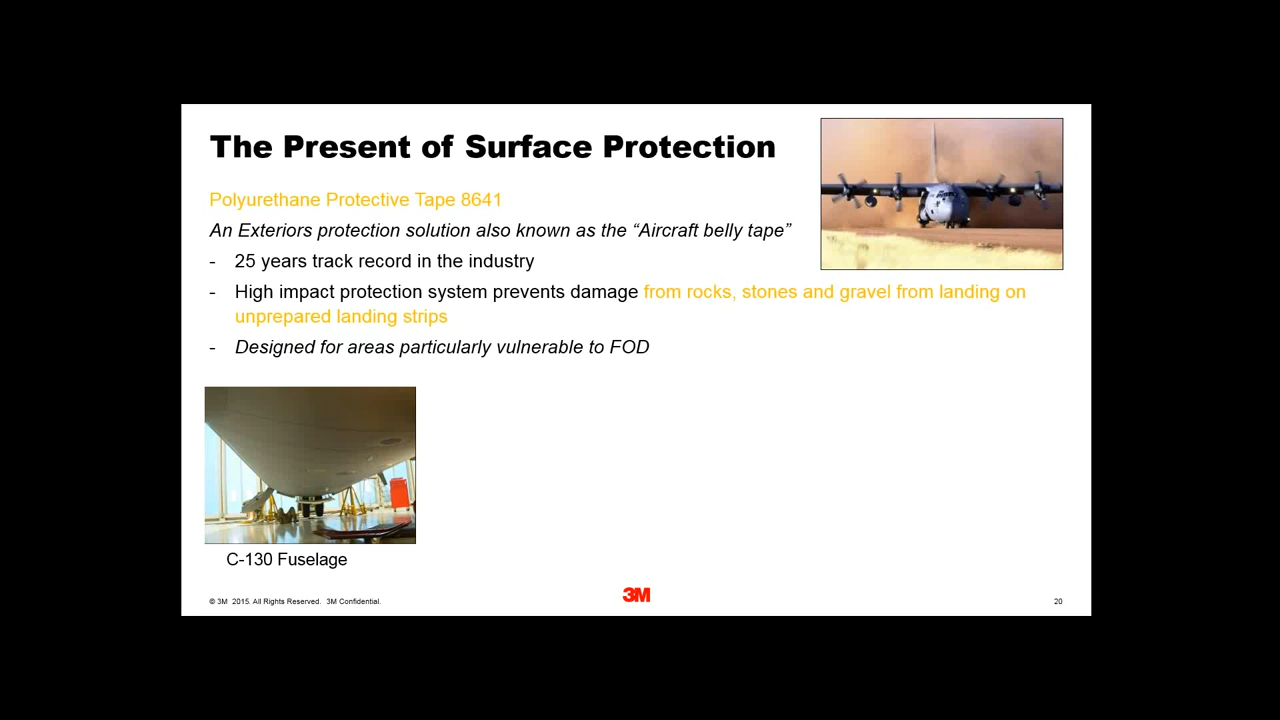 The Present of Surface Protection
Polyurethane Protective Tape 8641
An Exteriors protection solution also known as the “Aircraft belly tape”
- 25 years track record in the industry
- High impact protection system prevents damage from rocks, stones and gravel from landing on
unprepared landing strips
- Designed for areas particularly vulnerable to FOD
C-130 Fuselage
© 3M 2015. All Rights Reserved. 3M Confidential.
3M
20